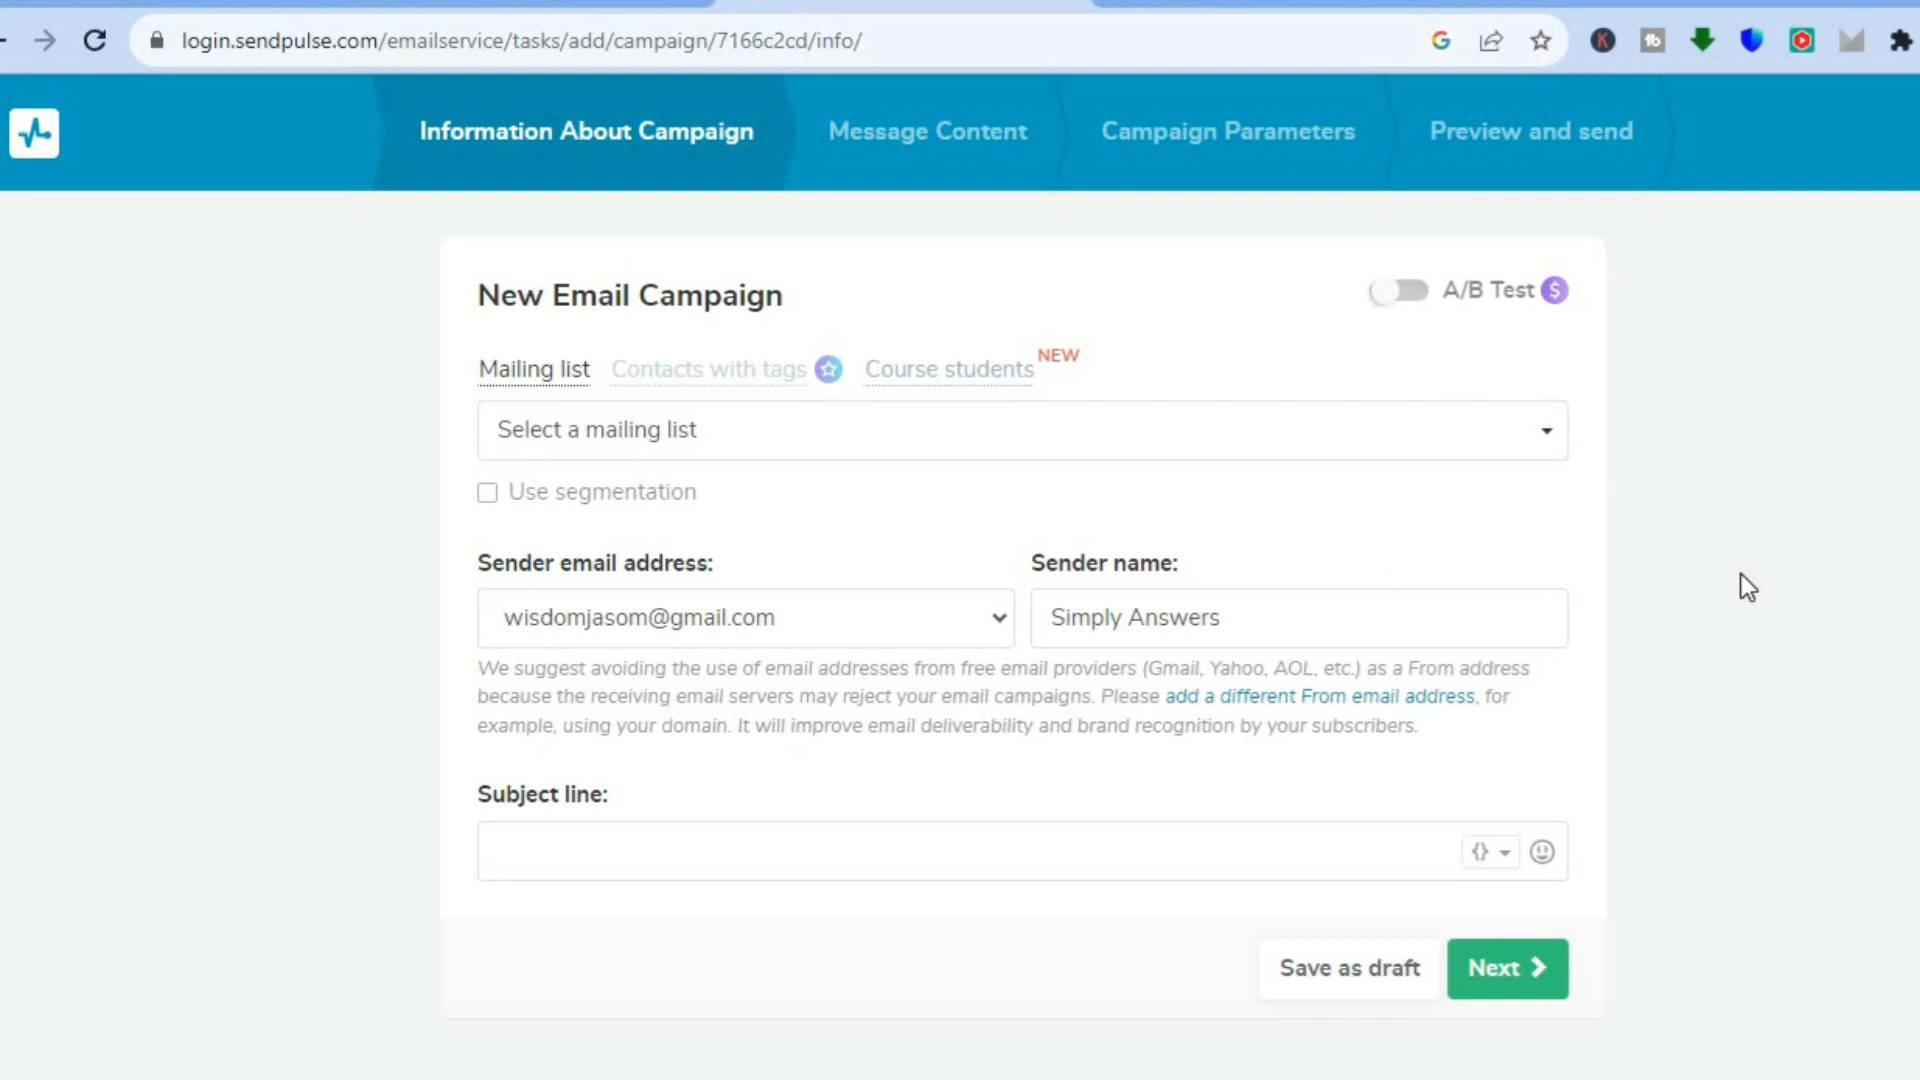 login.sendpulse.com/emailservice/tasks/add/campaign/7166c2cd/info/
Information About Campaign
Message Content
Campaign Parameters
Preview and send
New Email Campaign
A/B Test $
Mailing list
Contacts with tags
Course students NEW
Select a mailing list
Use segmentation
Sender email address:
Sender name:
wisdomjasom@gmail.com
Simply Answers
We suggest avoiding the use of email addresses from free email providers (Gmail, Yahoo, AOL, etc.) as a From address
because the receiving email servers may reject your email campaigns. Please add a different From email address, for
example, using your domain. It will improve email deliverability and brand recognition by your subscribers.
Subject line:
{}
Save as draft
Next